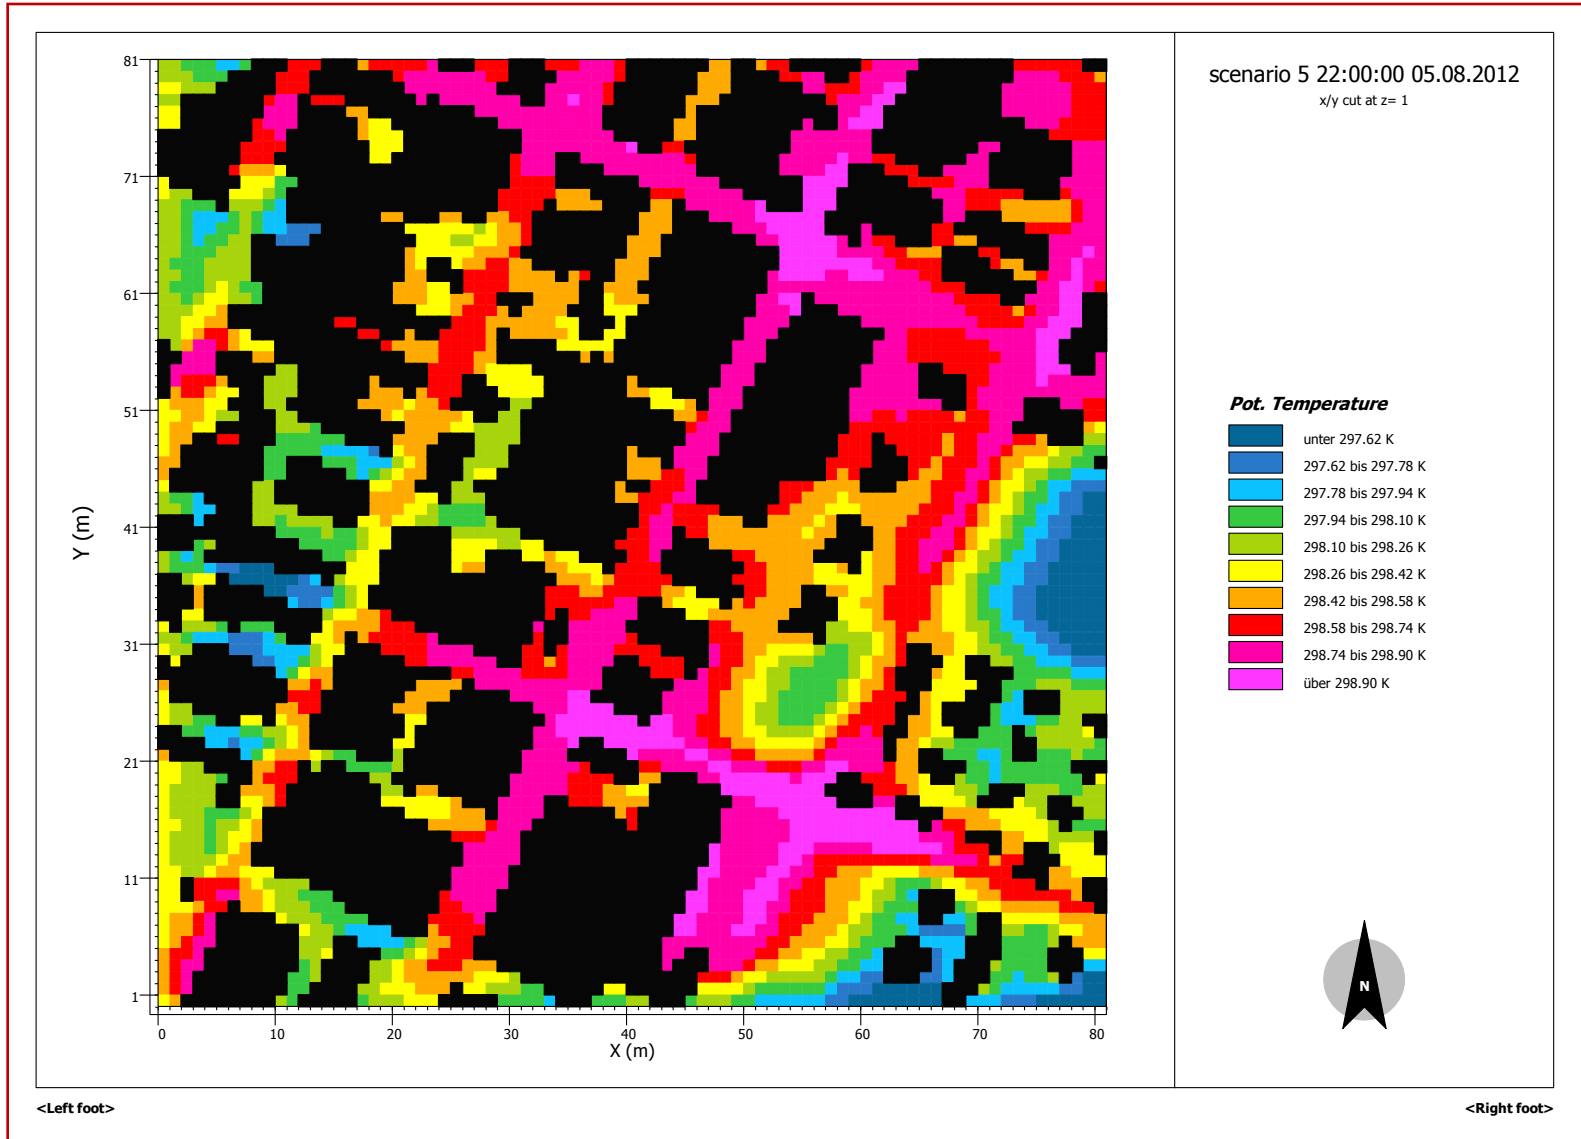 scenario 5 22:00:00 05.08.2012
x/y cut at z= 1
81
71
61
51
41
31
21
11
1
Y (m)
0 10 20 30 40 50 60 70 80
X (m)
Pot. Temperature
unter 297.62 K
297.62 bis 297.78 K
297.78 bis 297.94 K
297.94 bis 298.10 K
298.10 bis 298.26 K
298.26 bis 298.42 K
298.42 bis 298.58 K
298.58 bis 298.74 K
298.74 bis 298.90 K
über 298.90 K
N
<Left foot>
<Right foot>